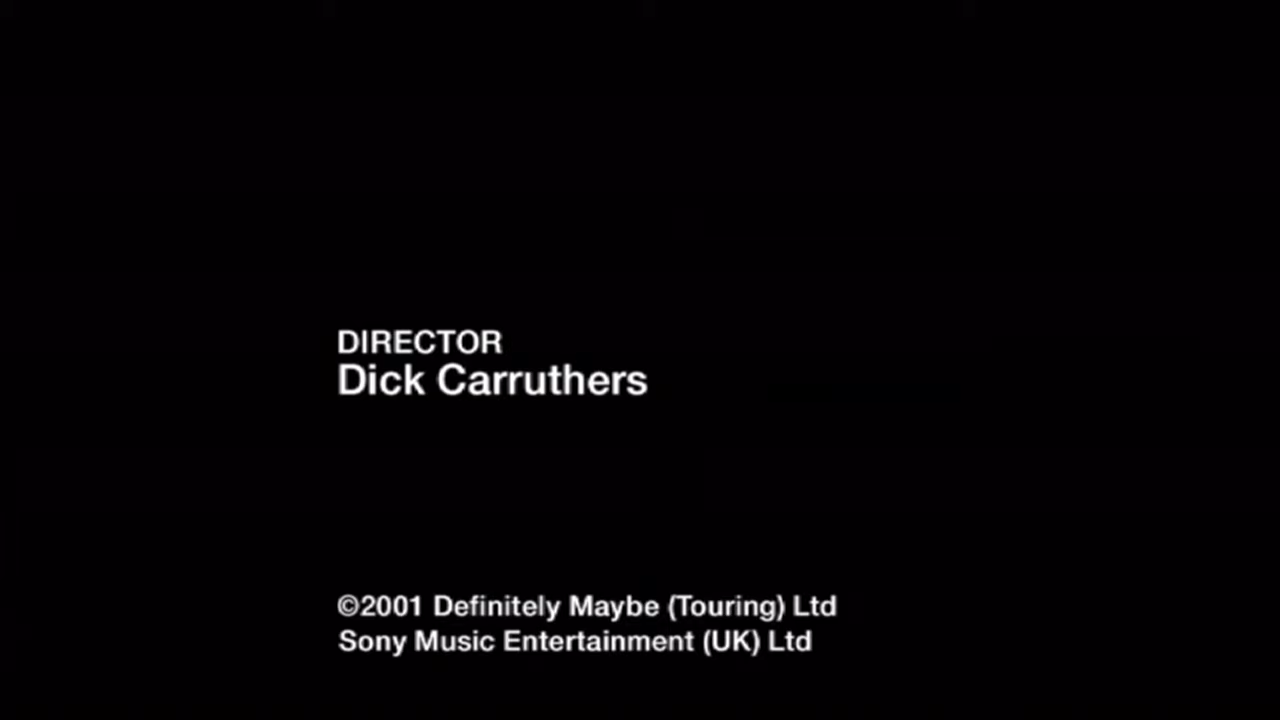 DIRECTOR
Dick Carruthers
©2001 Definitely Maybe (Touring) Ltd
Sony Music Entertainment (UK) Ltd